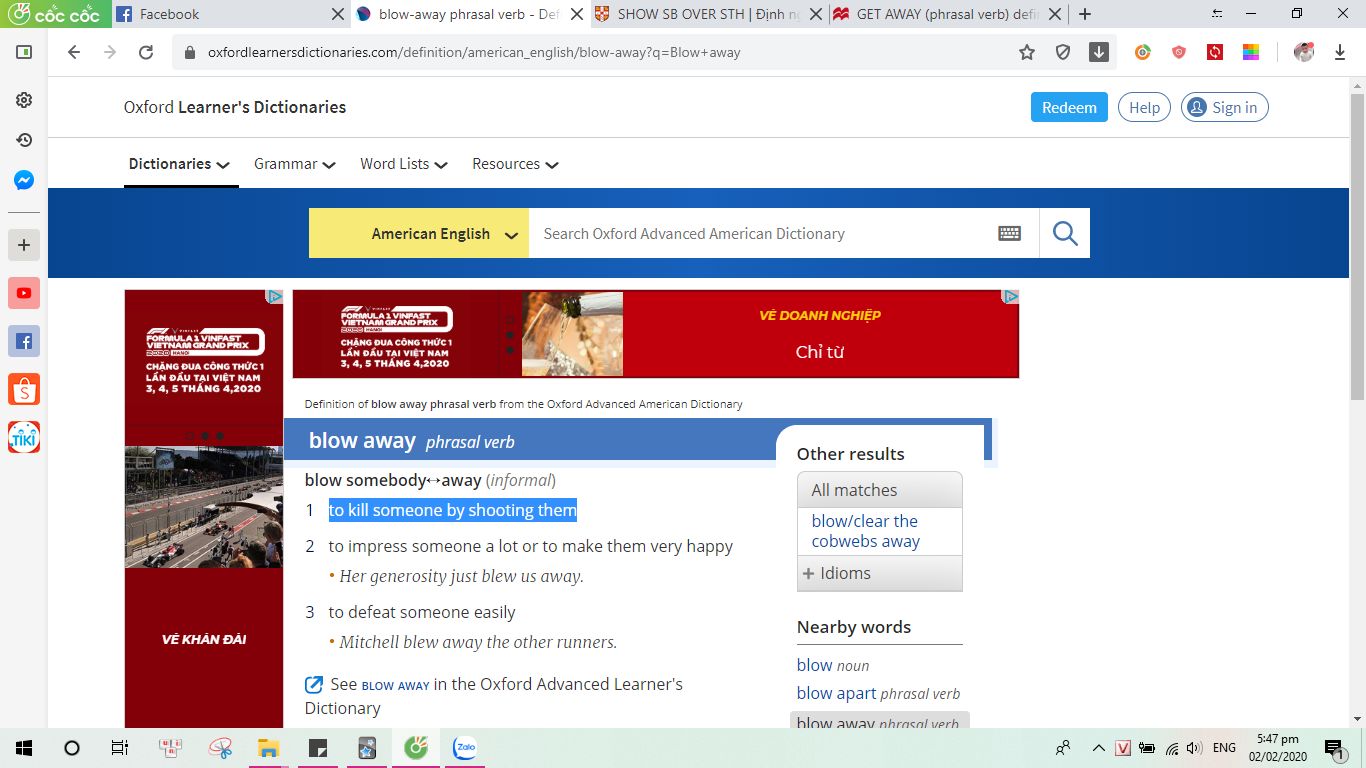 cốc cốc
Facebook
blow-away phrasal verb - Def
SHOW SB OVER STH | Định ng
GET AWAY (phrasal verb) defi
oxfordlearnersdictionaries.com/definition/american_english/blow-away?q=Blow+away
Oxford Learner's Dictionaries
Redeem
Help
Sign in
Dictionaries
Grammar
Word Lists
Resources
American English
Search Oxford Advanced American Dictionary
VINFAST
FORMULA 1 VINFAST
VIETNAM GRAND PRIX
2020 HANOI
CHẶNG ĐUA CÔNG THỨC 1
LẦN ĐẦU TẠI VIỆT NAM
3, 4, 5 THÁNG 4,2020
VINFAST
FORMULA 1 VINFAST
VIETNAM GRAND PRIX
2020 HANOI
CHẶNG ĐUA CÔNG THỨC 1
LẦN ĐẦU TẠI VIỆT NAM
3, 4, 5 THÁNG 4,2020
VÉ DOANH NGHIỆP
Chỉ từ
VÉ KHÁN ĐÀI
Definition of blow away phrasal verb from the Oxford Advanced American Dictionary
blow away phrasal verb
blow somebody↔away (informal)
1 to kill someone by shooting them
2 to impress someone a lot or to make them very happy
• Her generosity just blew us away.
3 to defeat someone easily
• Mitchell blew away the other runners.
See BLOW AWAY in the Oxford Advanced Learner's
Dictionary
Other results
All matches
blow/clear the
cobwebs away
+ Idioms
Nearby words
blow noun
blow apart phrasal verb
blow away phrasal verb
TIKI
Zalo
V
ENG
5:47 pm
02/02/2020
1